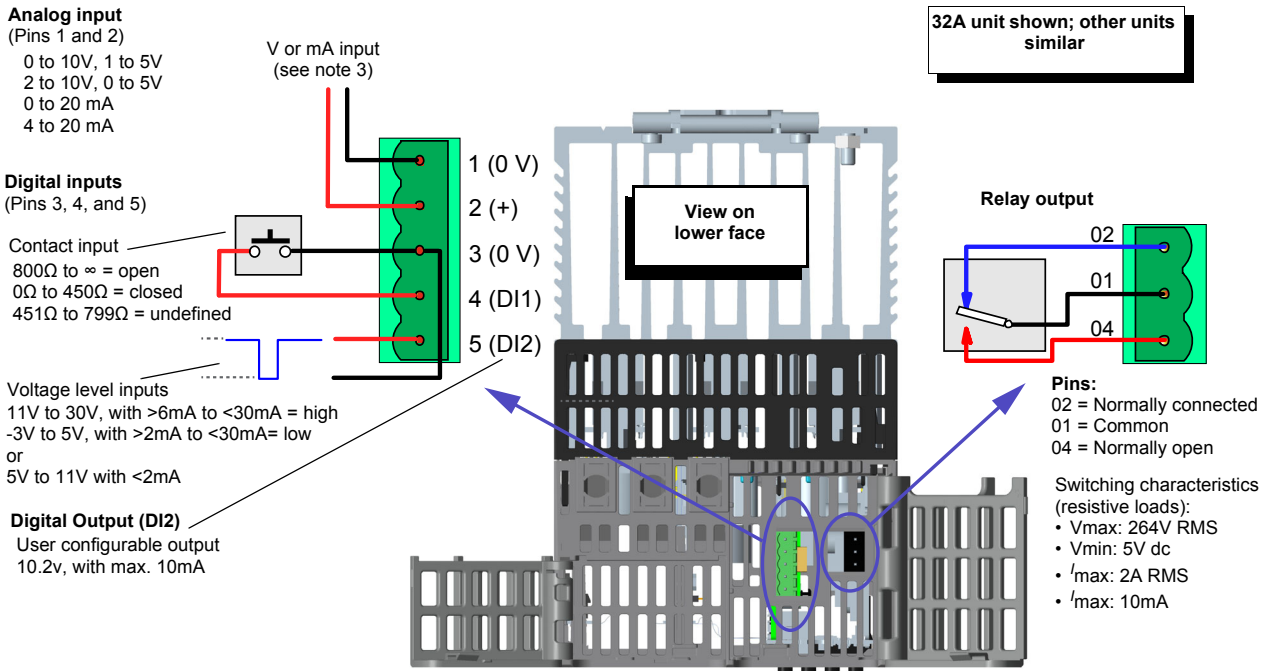 Analog input
(Pins 1 and 2)
0 to 10V, 1 to 5V
2 to 10V, 0 to 5V
0 to 20 mA
4 to 20 mA
V or mA input
(see note 3)
32A unit shown; other units
similar
1 (0 V)
2 (+)
3 (0 V)
4 (DI1)
5 (DI2)
Digital inputs
(Pins 3, 4, and 5)
Contact input
800Ω to ∞ = open
0Ω to 450Ω = closed
451Ω to 799Ω = undefined
Voltage level inputs
11V to 30V, with >6mA to <30mA = high
-3V to 5V, with >2mA to <30mA= low
or
5V to 11V with <2mA
Digital Output (DI2)
User configurable output
10.2v, with max. 10mA
View on
lower face
Relay output
02
01
04
Pins:
02 = Normally connected
01 = Common
04 = Normally open
Switching characteristics
(resistive loads):
• Vmax: 264V RMS
• Vmin: 5V dc
• Imax: 2A RMS
• Imax: 10mA